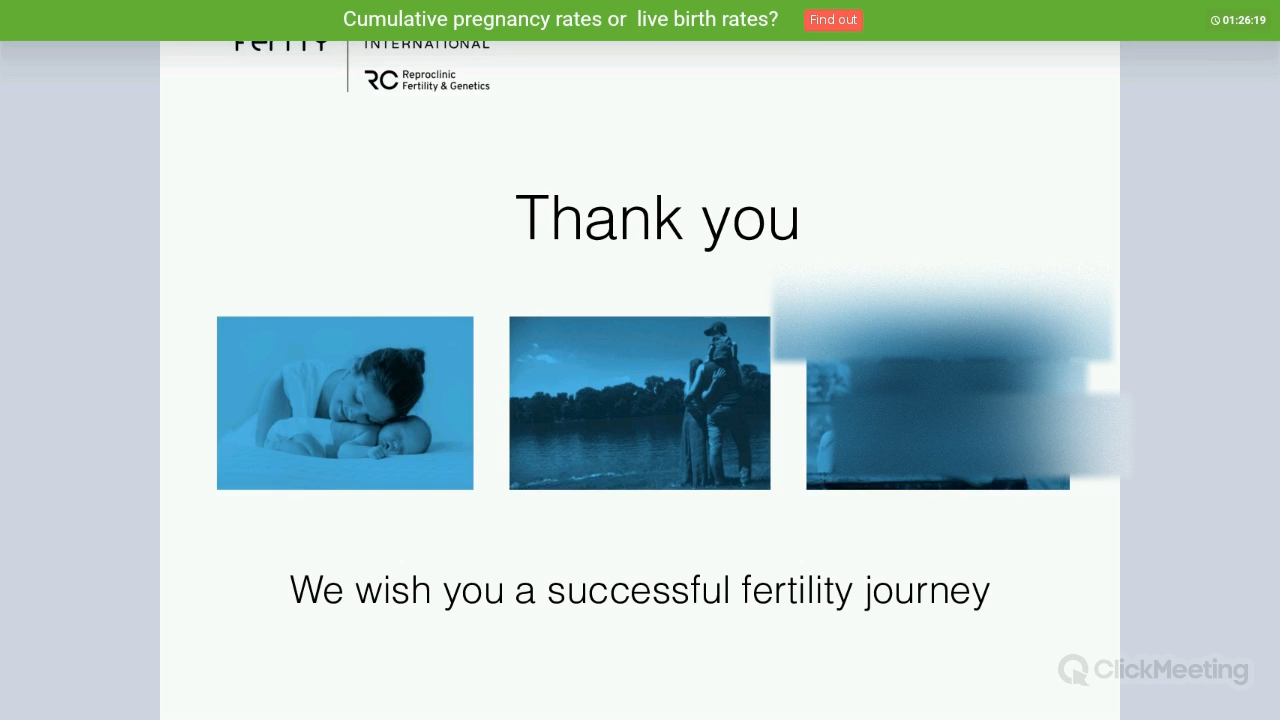 Cumulative pregnancy rates or live birth rates?
Find out
01:26:19
INTERNATIONAL
Reproclinic
Fertility & Genetics
Thank you
We wish you a successful fertility journey
ClickMeeting